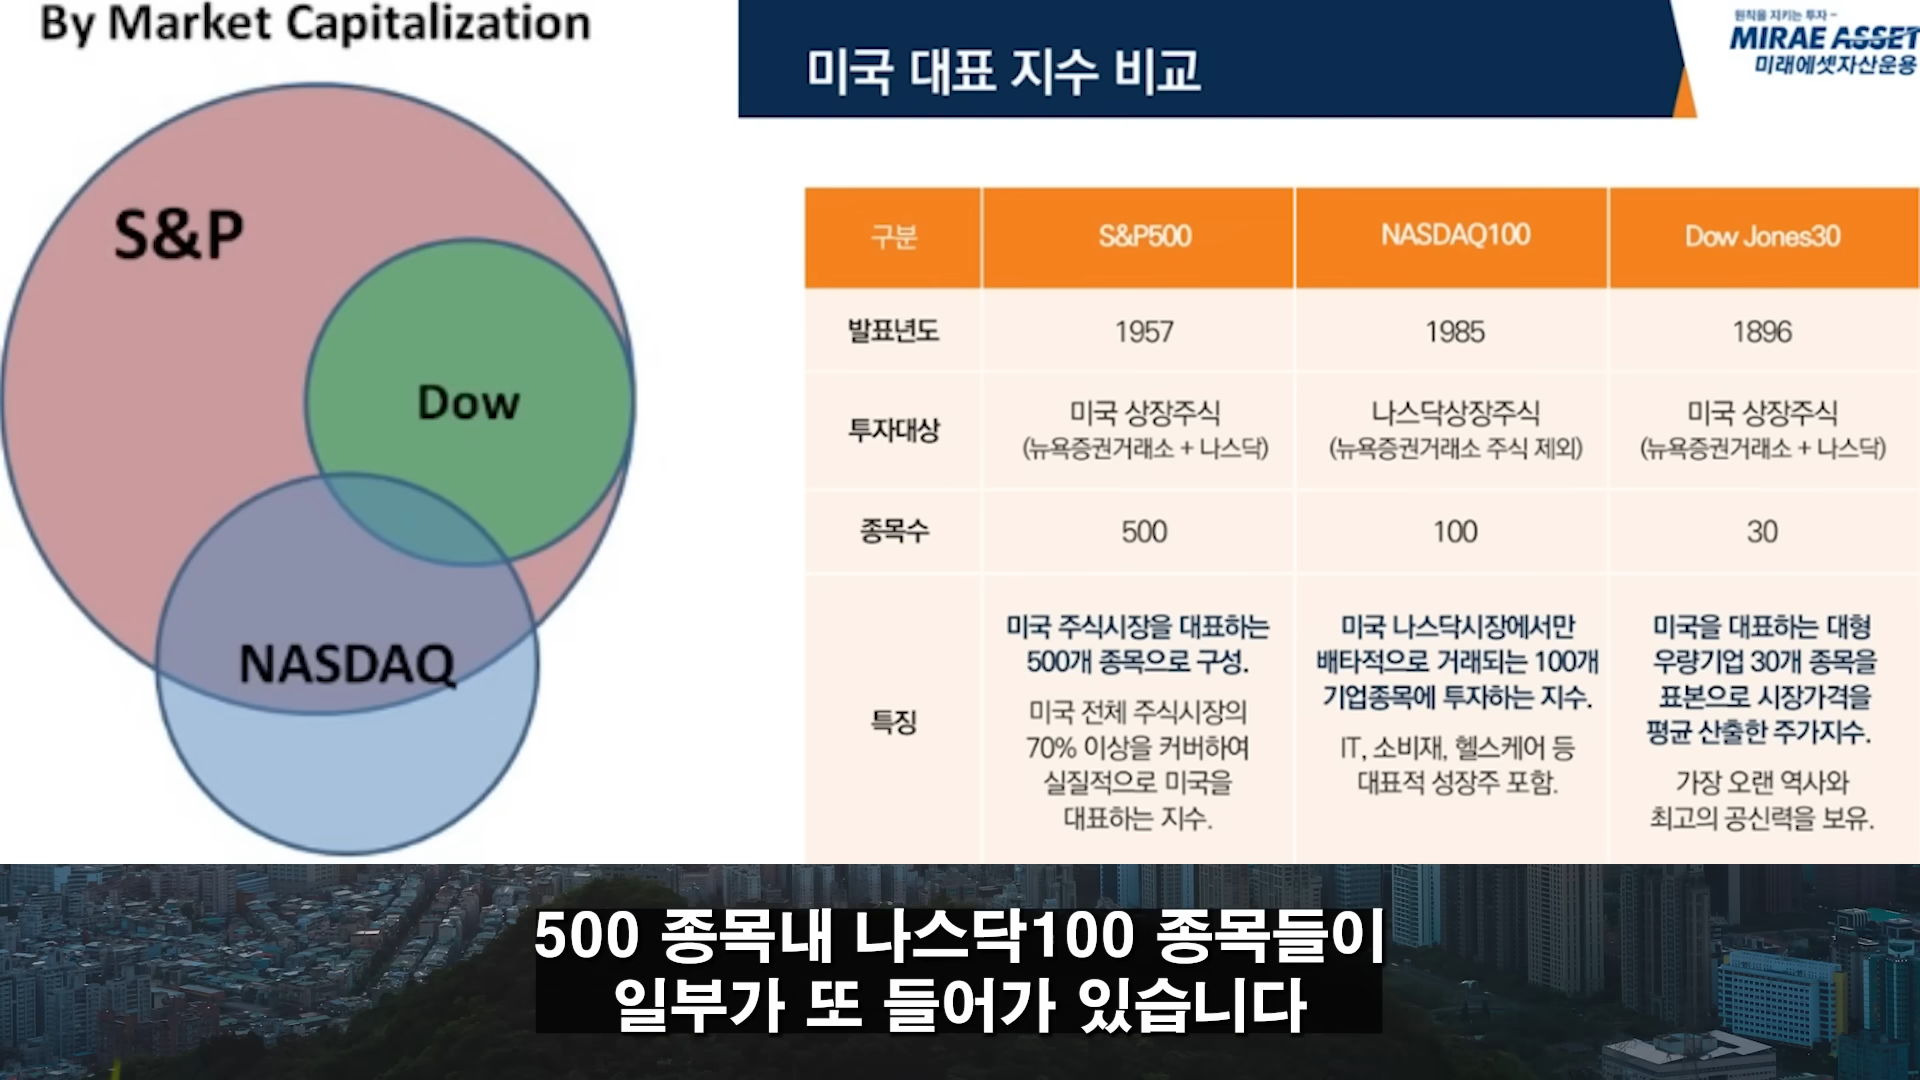 By Market Capitalization
S&P
Dow
NASDAQ
미국 대표 지수 비교
원칙을 지키는 투자 –
MIRAE ASSET
미래에셋자산운용
구분
S&P500
NASDAQ100
Dow Jones30
발표년도
1957
1985
1896
투자대상
미국 상장주식
(뉴욕증권거래소 + 나스닥)
나스닥상장주식
(뉴욕증권거래소 주식 제외)
미국 상장주식
(뉴욕증권거래소 + 나스닥)
종목수
500
100
30
특징
미국 주식시장을 대표하는
500개 종목으로 구성.
미국 전체 주식시장의
70% 이상을 커버하여
실질적으로 미국을
대표하는 지수.
미국 나스닥시장에서만
배타적으로 거래되는 100개
기업종목에 투자하는 지수.
IT, 소비재, 헬스케어 등
대표적 성장주 포함.
미국을 대표하는 대형
우량기업 30개 종목을
표본으로 시장가격을
평균 산출한 주가지수.
가장 오랜 역사와
최고의 공신력을 보유.
500 종목내 나스닥100 종목들이
일부가 또 들어가 있습니다